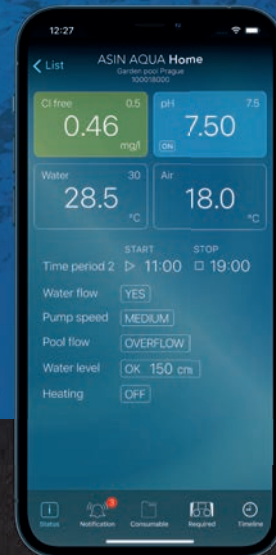 12:27
List
ASIN AQUA Home
Garden pool Prague
100018000
Cl free 0.5
0.46
mg/l
pH 7.5
7.50
ON
Water 30
28.5
°C
Air
18.0
°C
START STOP
Time period 2 11:00 19:00
Water flow YES
Pump speed MEDIUM
Pool flow OVERFLOW
Water level OK 150 cm
Heating OFF
3
Status Notification Consumable Required Timeline